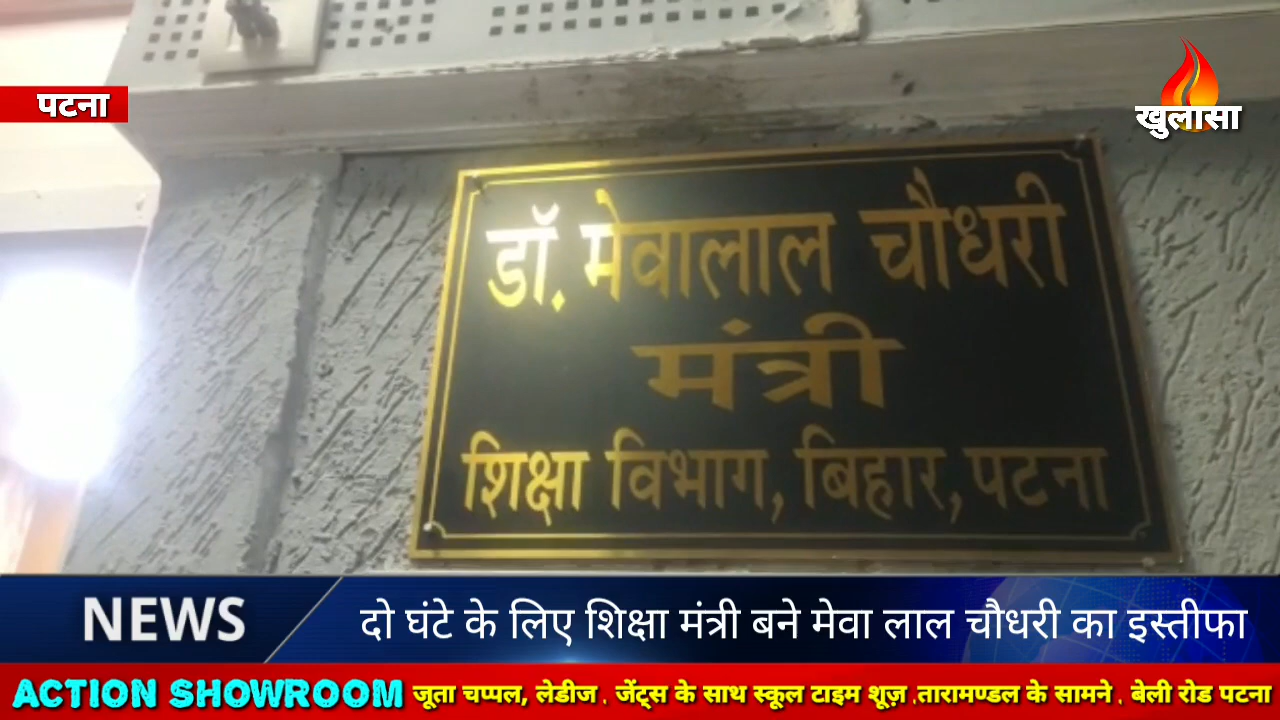 पटना
खुलासा
डॉ. मेवालाल चौधरी
मंत्री
शिक्षा विभाग, बिहार, पटना
NEWS दो घंटे के लिए शिक्षा मंत्री बने मेवा लाल चौधरी का इस्तीफा
ACTION SHOWROOM जूता चप्पल, लेडीज , जेंट्स के साथ स्कूल टाइम शूज़ ,तारामण्डल के सामने , बेली रोड पटना